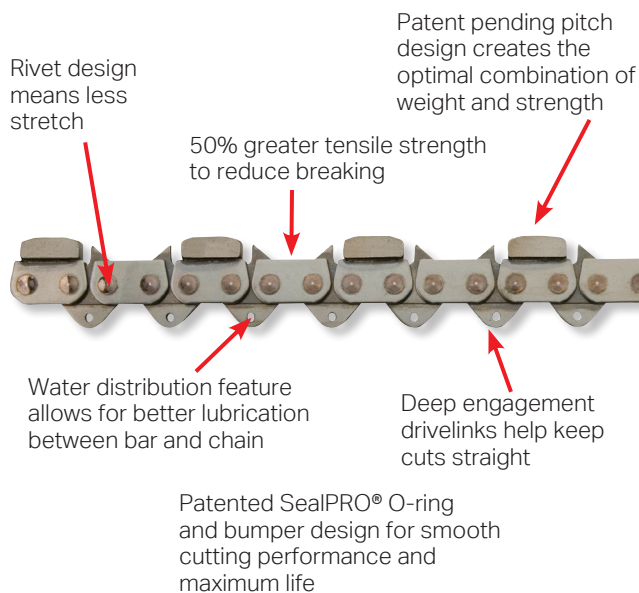 Patent pending pitch
design creates the
optimal combination of
weight and strength
Rivet design
means less
stretch
50% greater tensile strength
to reduce breaking
Water distribution feature
allows for better lubrication
between bar and chain
Deep engagement
drivelinks help keep
cuts straight
Patented SealPRO® O-ring
and bumper design for smooth
cutting performance and
maximum life